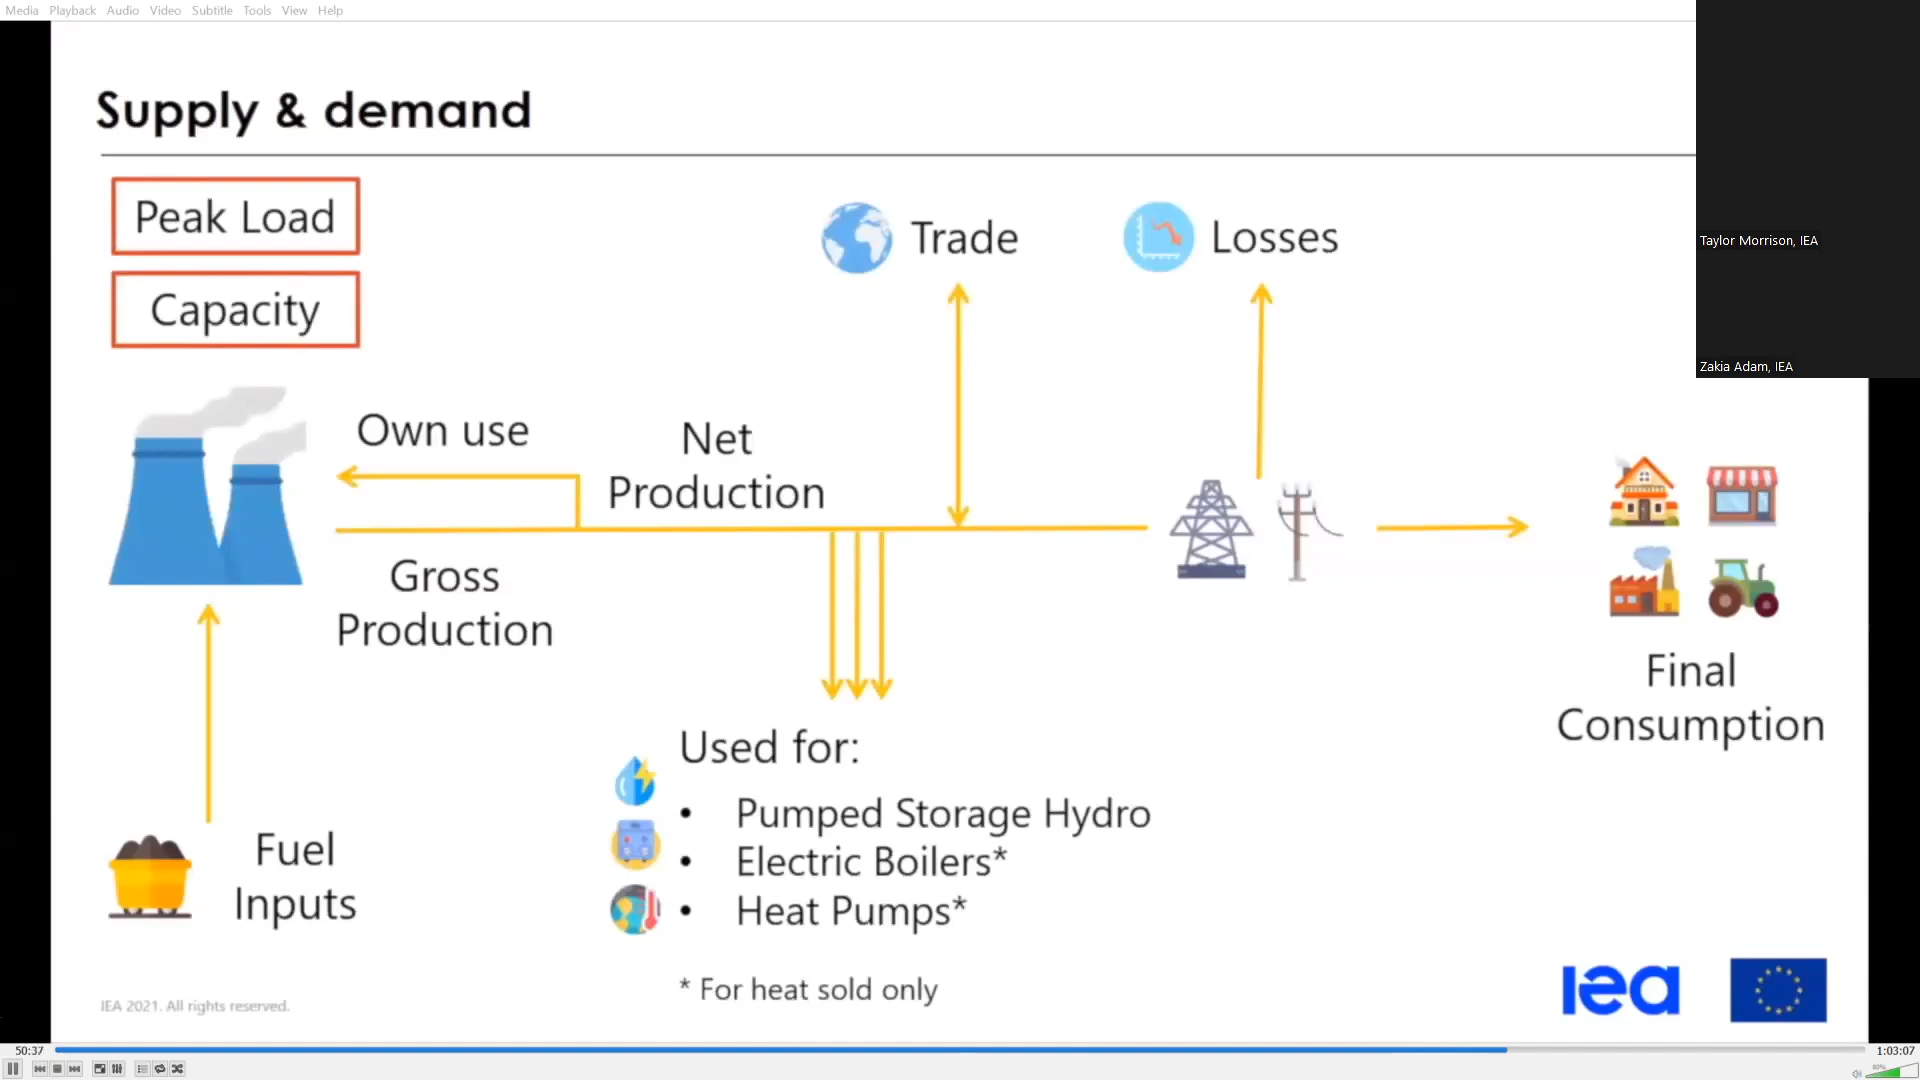 Media Playback Audio Video Subtitle Tools View Help
Supply & demand
Peak Load
Capacity
Trade
Losses
Taylor Morrison, IEA
Zakia Adam, IEA
Own use
Net
Production
Gross
Production
Final
Consumption
Fuel
Inputs
Used for:
• Pumped Storage Hydro
• Electric Boilers*
• Heat Pumps*
* For heat sold only
IEA 2021. All rights reserved.
iea
50:37
1:03:07
80%